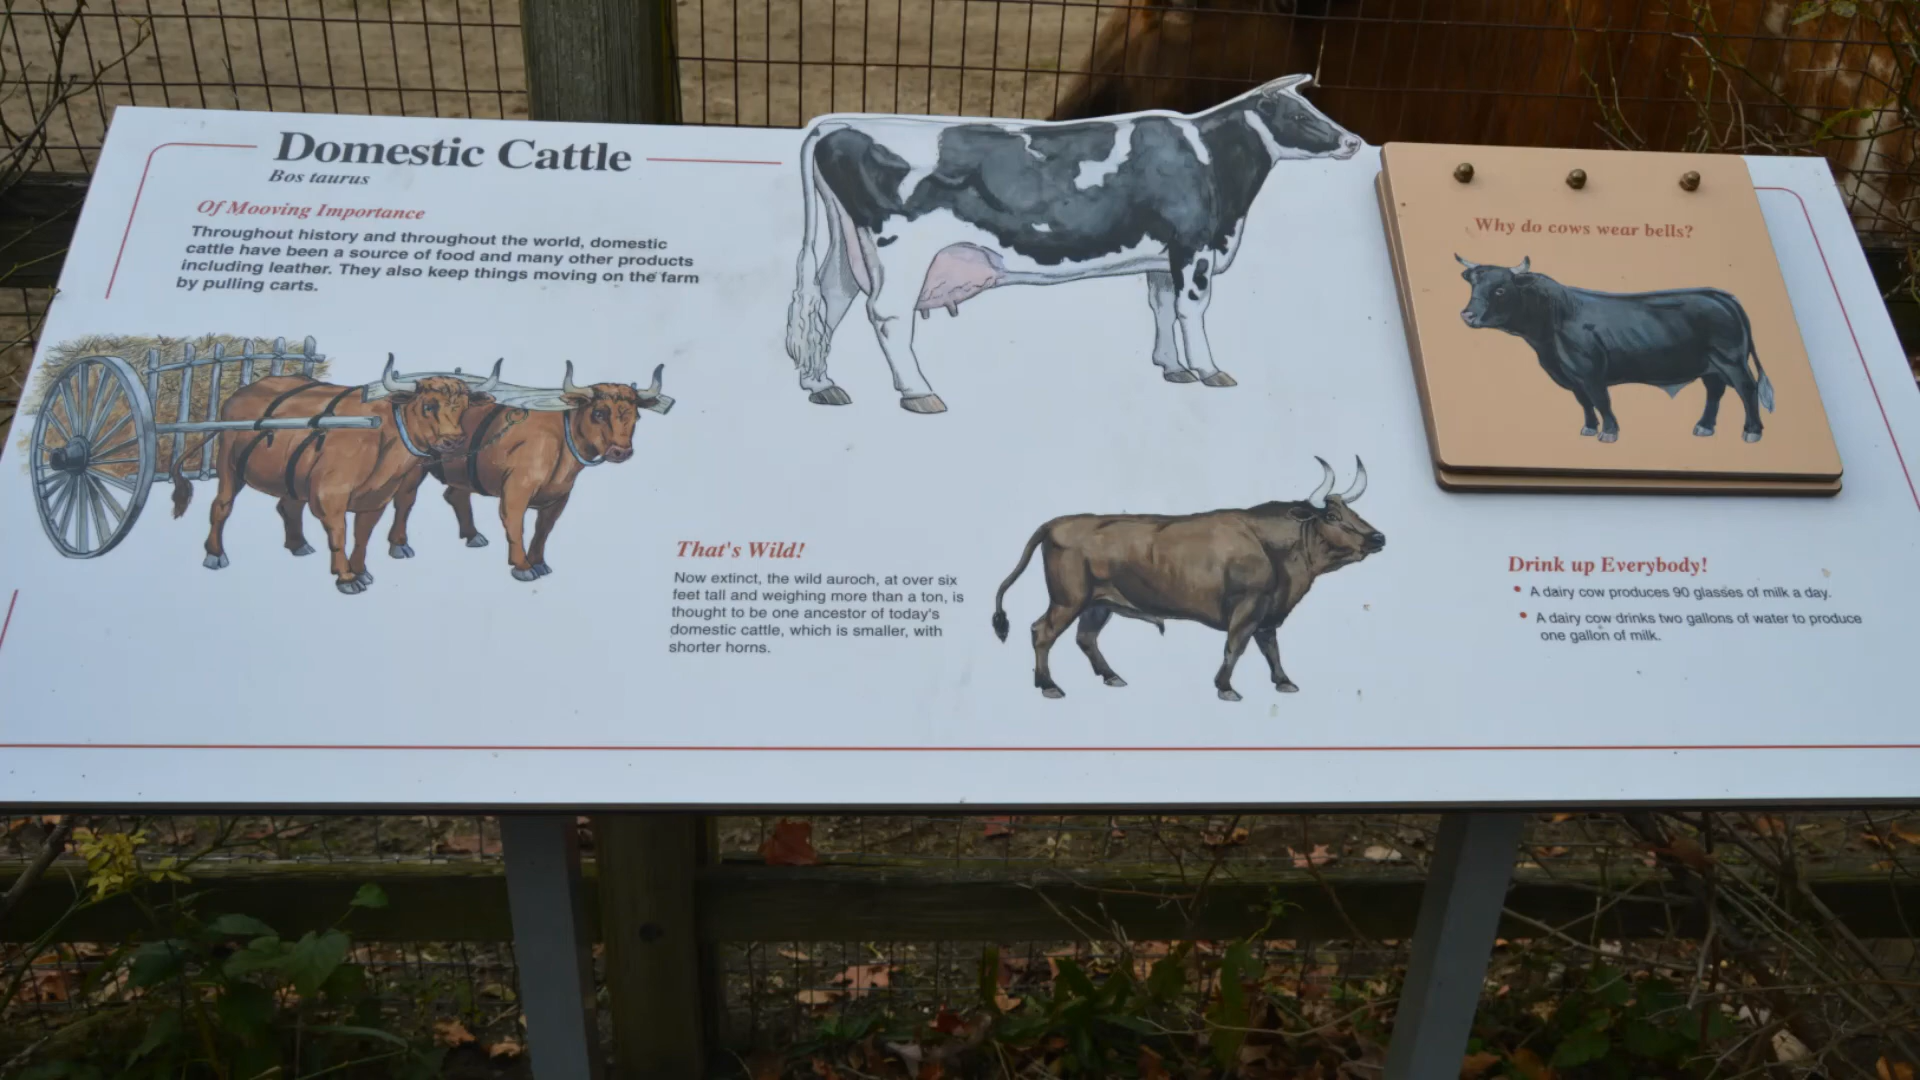 Domestic Cattle
Bos taurus
Of Mooving Importance
Throughout history and throughout the world, domestic
cattle have been a source of food and many other products
including leather. They also keep things moving on the farm
by pulling carts.
That's Wild!
Now extinct, the wild auroch, at over six
feet tall and weighing more than a ton, is
thought to be one ancestor of today's
domestic cattle, which is smaller, with
shorter horns.
Why do cows wear bells?
Drink up Everybody!
• A dairy cow produces 90 glasses of milk a day.
• A dairy cow drinks two gallons of water to produce
one gallon of milk.